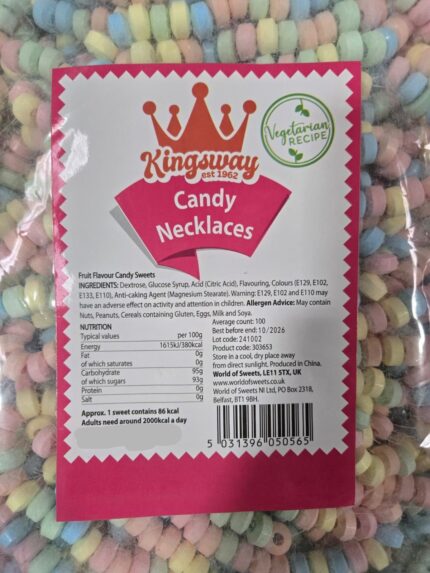 Kingsway
est 1962
Vegetarian
RECIPE
Candy
Necklaces
Fruit Flavour Candy Sweets
INGREDIENTS: Dextrose, Glucose Syrup, Acid (Citric Acid), Flavouring, Colours (E129, E102,
E133, E110), Anti-caking Agent (Magnesium Stearate). Warning: E129, E102 and E110 may
have an adverse effect on activity and attention in children. Allergen Advice: May contain
Nuts, Peanuts, Cereals containing Gluten, Eggs, Milk and Soya.
NUTRITION
Typical values per 100g
Energy 1615kJ/380kcal
Fat 0g
of which saturates 0g
Carbohydrate 95g
of which sugars 93g
Protein 0g
Salt 0g
Approx. 1 sweet contains 86 kcal
Adults need around 2000kcal a day
Average count: 100
Best before end: 10/2026
Lot code: 241002
Product code: 303653
Store in a cool, dry place away
from direct sunlight. Produced in China.
World of Sweets, LE11 5TX, UK
www.worldofsweets.co.uk
World of Sweets NI Ltd, PO Box 2318,
Belfast, BT1 9BH.
5 031396 050565